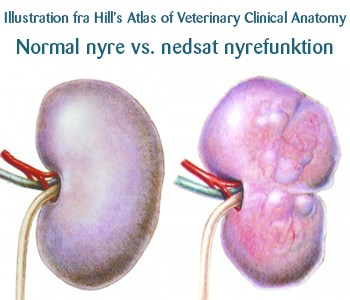 Illustration fra Hill's Atlas of Veterinary Clinical Anatomy
Normal nyre vs. nedsat nyrefunktion